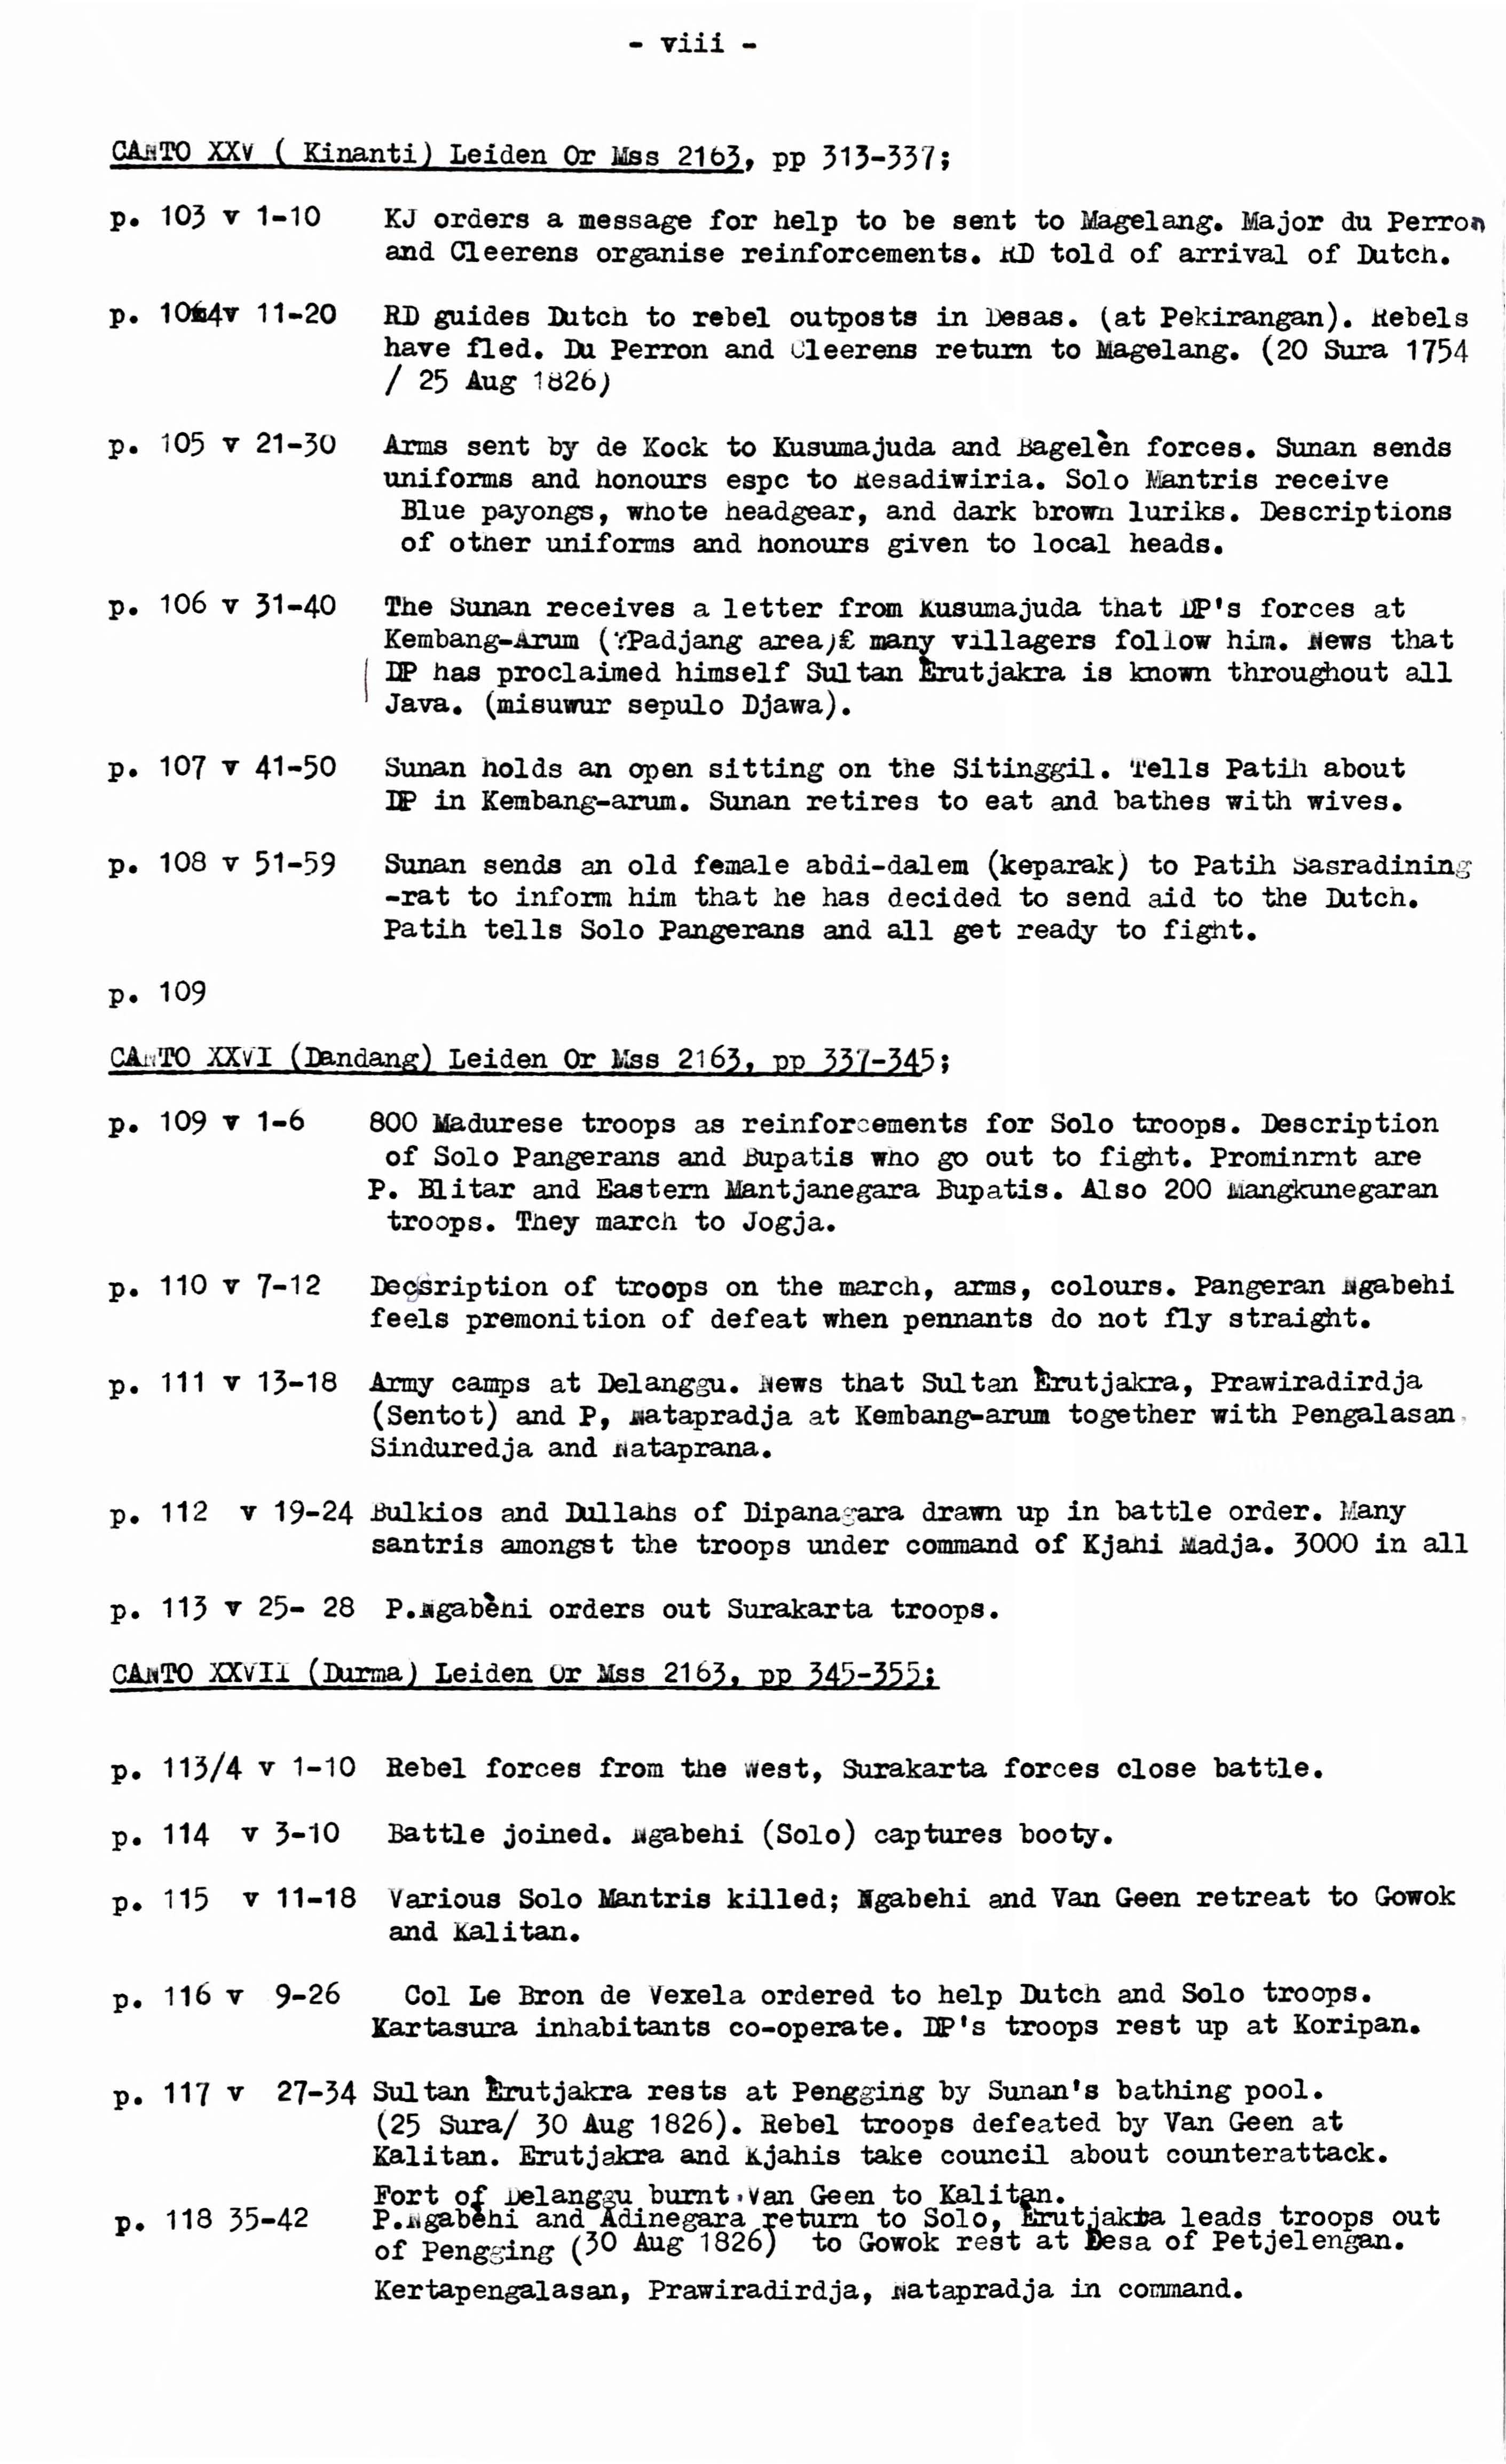 - viii -
CANTO XXV ( Kinanti) Leiden Or Mss 2163, pp 313-337;
p. 103 v 1-10 KJ orders a message for help to be sent to Magelang. Major du Perron
and Cleerens organise reinforcements. RD told of arrival of Dutch.
p. 104v 11-20 RD guides Dutch to rebel outposts in Desas. (at Pekirangan). Rebels
have fled. Du Perron and Cleerens return to Magelang. (20 Sura 1754
/ 25 Aug 1826)
p. 105 v 21-30 Arms sent by de Kock to Kusumajuda and Bagelèn forces. Sunan sends
uniforms and honours espc to Resadiwiria. Solo Mantris receive
Blue payongs, whote headgear, and dark brown luriks. Descriptions
of other uniforms and honours given to local heads.
p. 106 v 31-40 The Sunan receives a letter from Kusumajuda that DP's forces at
Kembang-Arum (?Padjang area)£ many villagers follow him. News that
DP has proclaimed himself Sultan Èrutjakra is known throughout all
Java. (misuwur sepulo Djawa).
p. 107 v 41-50 Sunan holds an open sitting on the Sitinggil. Tells Patih about
DP in Kembang-arum. Sunan retires to eat and bathes with wives.
p. 108 v 51-59 Sunan sends an old female abdi-dalem (keparak) to Patih Sasradining
-rat to inform him that he has decided to send aid to the Dutch.
Patih tells Solo Pangerans and all get ready to fight.
p. 109
CANTO XXVI (Dandang) Leiden Or Mss 2163, pp 337-345;
p. 109 v 1-6 800 Madurese troops as reinforcements for Solo troops. Description
of Solo Pangerans and Bupatis who go out to fight. Prominrnt are
P. Blitar and Eastern Mantjanegara Bupatis. Also 200 Mangkunegaran
troops. They march to Jogja.
p. 110 v 7-12 Decsription of troops on the march, arms, colours. Pangeran Ngabehi
feels premonition of defeat when pennants do not fly straight.
p. 111 v 13-18 Army camps at Delanggu. News that Sultan Èrutjakra, Prawiradirdja
(Sentot) and P, Natapradja at Kembang-arum together with Pengalasan,
Sinduredja and Nataprana.
p. 112 v 19-24 Bulkios and Dullahs of Dipanagara drawn up in battle order. Many
santris amongst the troops under command of Kjahi Madja. 3000 in all
p. 113 v 25- 28 P.Ngabèhi orders out Surakarta troops.
CANTO XXVII (Durma) Leiden Or Mss 2163, pp 345-355;
p. 113/4 v 1-10 Rebel forces from the West, Surakarta forces close battle.
p. 114 v 3-10 Battle joined. Ngabehi (Solo) captures booty.
p. 115 v 11-18 Various Solo Mantris killed; Ngabehi and Van Geen retreat to Gowok
and Kalitan.
p. 116 v 9-26 Col Le Bron de Vexela ordered to help Dutch and Solo troops.
Kartasura inhabitants co-operate. DP's troops rest up at Koripan.
p. 117 v 27-34 Sultan Èrutjakra rests at Pengging by Sunan's bathing pool.
(25 Sura/ 30 Aug 1826). Rebel troops defeated by Van Geen at
Kalitan. Erutjakra and Kjahis take council about counterattack.
Fort of Delanggu burnt.Van Geen to Kalitan.
p. 118 35-42 P.Ngabèhi and Adinegara return to Solo, Èrutjakta leads troops out
of Pengging (30 Aug 1826) to Gowok rest at Desa of Petjelengan.
Kertapengalasan, Prawiradirdja, Natapradja in command.